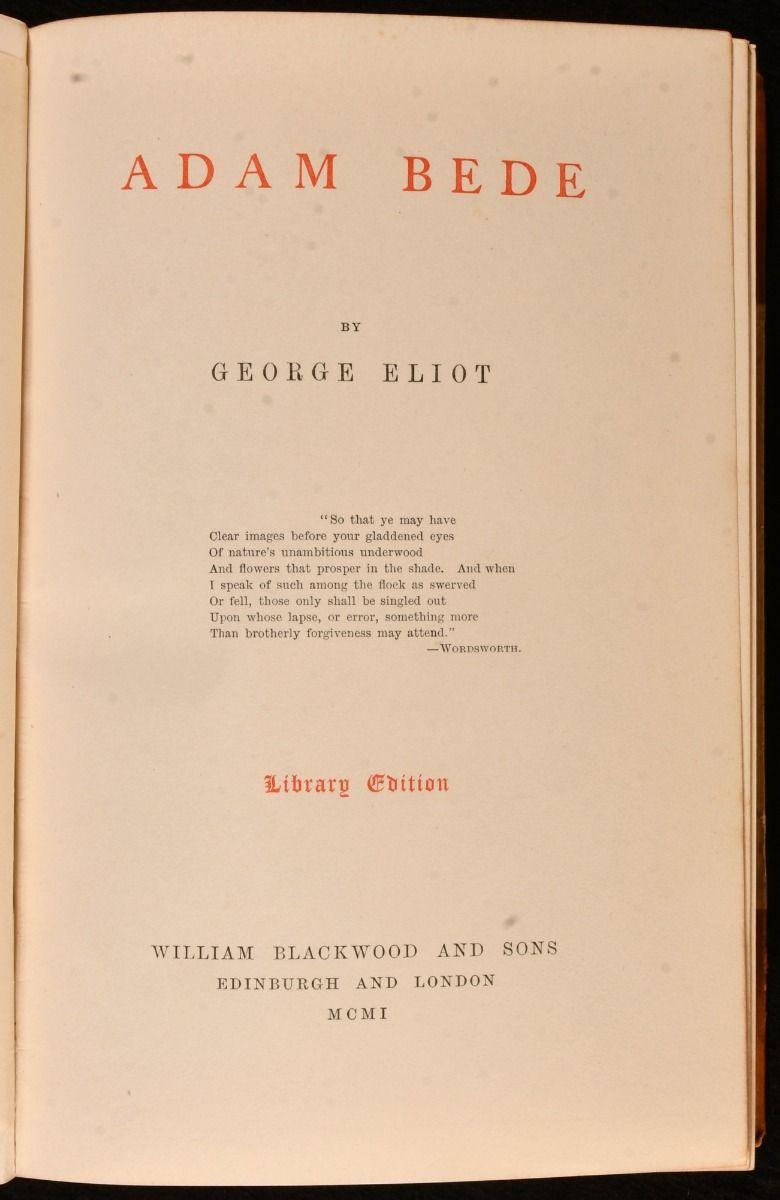 ADAM BEDE
BY
GEORGE ELIOT
"So that ye may have
Clear images before your gladdened eyes
Of nature's unambitious underwood
And flowers that prosper in the shade. And when
I speak of such among the flock as swerved
Or fell, those only shall be singled out
Upon whose lapse, or error, something more
Than brotherly forgiveness may attend."
—WORDSWORTH.
Library Edition
WILLIAM BLACKWOOD AND SONS
EDINBURGH AND LONDON
MCMI